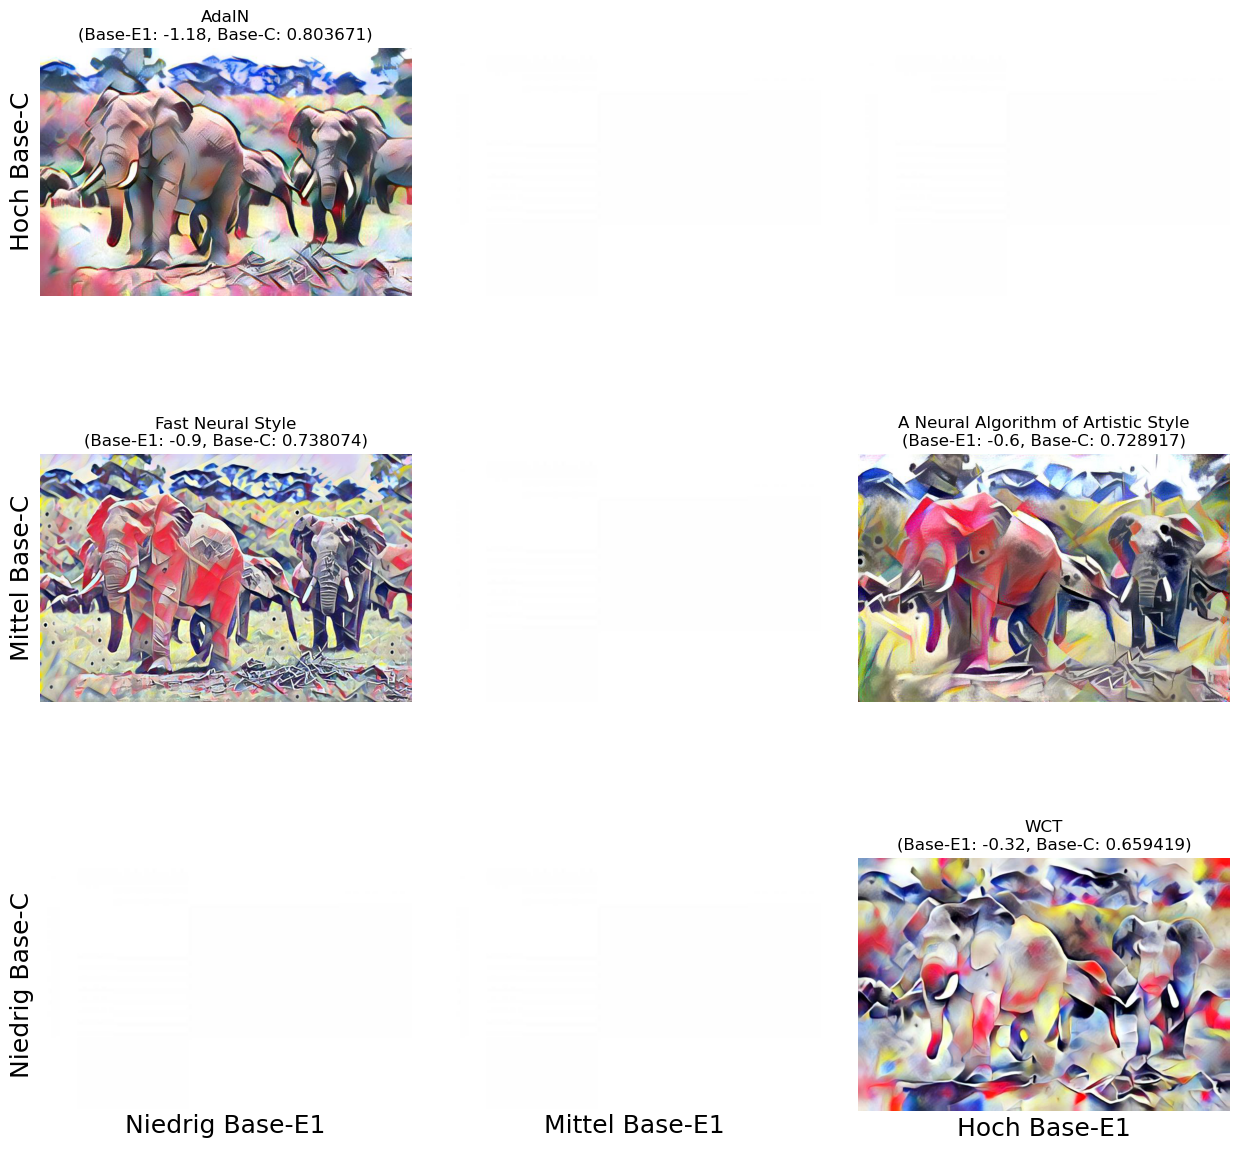 AdaIN
(Base-E1: -1.18, Base-C: 0.803671)
Hoch Base-C
Fast Neural Style
(Base-E1: -0.9, Base-C: 0.738074)
A Neural Algorithm of Artistic Style
(Base-E1: -0.6, Base-C: 0.728917)
Mittel Base-C
WCT
(Base-E1: -0.32, Base-C: 0.659419)
Niedrig Base-C
Niedrig Base-E1
Mittel Base-E1
Hoch Base-E1